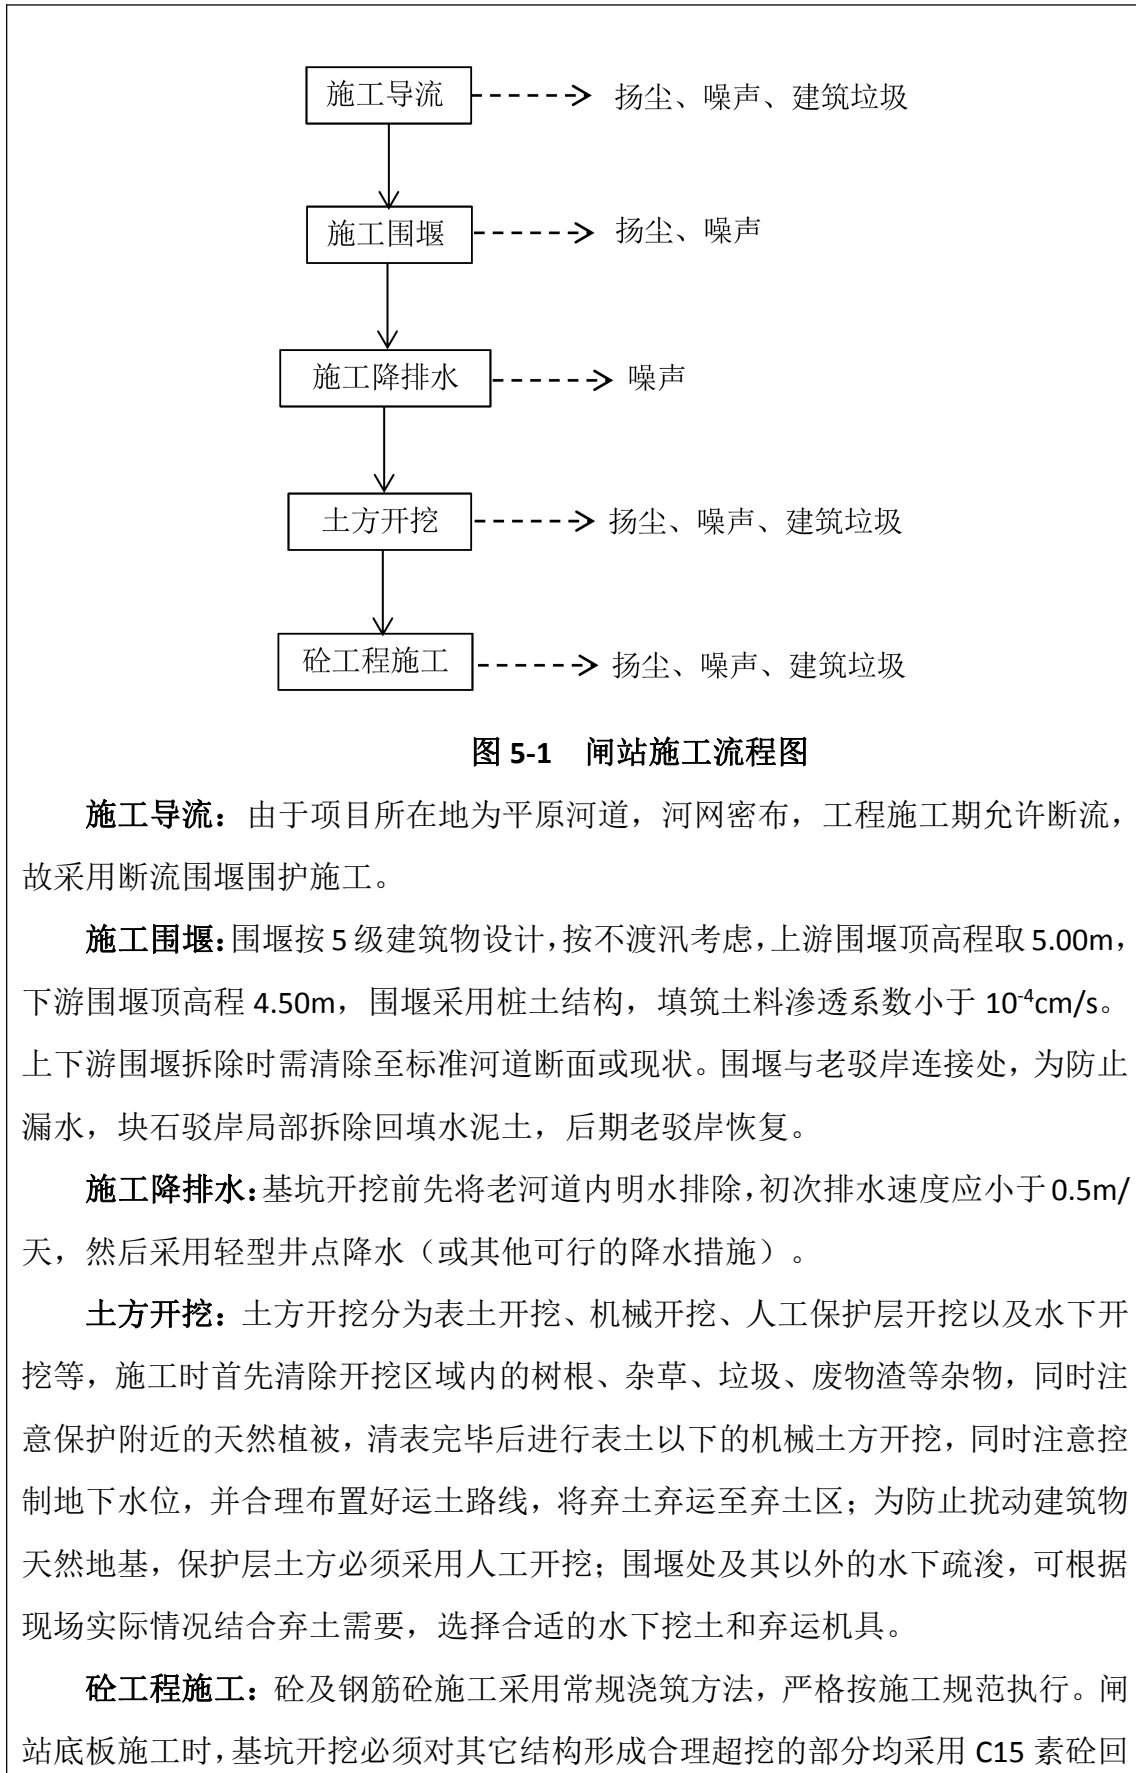 施工导流
扬尘、噪声、建筑垃圾
施工围堰
扬尘、噪声
施工降排水
噪声
土方开挖
扬尘、噪声、建筑垃圾
砼工程施工
扬尘、噪声、建筑垃圾
图 5-1 闸站施工流程图
施工导流：由于项目所在地为平原河道，河网密布，工程施工期允许断流，
故采用断流围堰围护施工。
施工围堰：围堰按 5 级建筑物设计，按不渡汛考虑，上游围堰顶高程取 5.00m，
下游围堰顶高程 4.50m，围堰采用桩土结构，填筑土料渗透系数小于 10⁻⁴cm/s。
上下游围堰拆除时需清除至标准河道断面或现状。围堰与老驳岸连接处，为防止
漏水，块石驳岸局部拆除回填水泥土，后期老驳岸恢复。
施工降排水：基坑开挖前先将老河道内明水排除，初次排水速度应小于 0.5m/
天，然后采用轻型井点降水（或其他可行的降水措施）。
土方开挖：土方开挖分为表土开挖、机械开挖、人工保护层开挖以及水下开
挖等，施工时首先清除开挖区域内的树根、杂草、垃圾、废物渣等杂物，同时注
意保护附近的天然植被，清表完毕后进行表土以下的机械土方开挖，同时注意控
制地下水位，并合理布置好运土路线，将弃土弃运至弃土区；为防止扰动建筑物
天然地基，保护层土方必须采用人工开挖；围堰处及其以外的水下疏浚，可根据
现场实际情况结合弃土需要，选择合适的水下挖土和弃运机具。
砼工程施工：砼及钢筋砼施工采用常规浇筑方法，严格按施工规范执行。闸
站底板施工时，基坑开挖必须对其它结构形成合理超挖的部分均采用 C15 素砼回